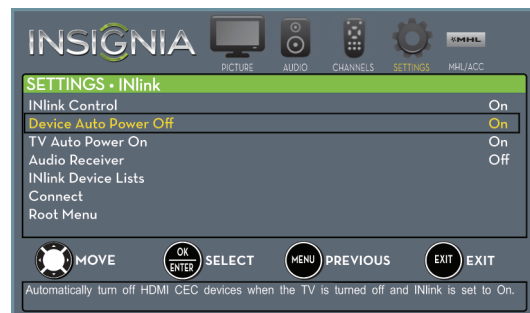 INSIGNIA
MHL
PICTURE AUDIO CHANNELS SETTINGS MHL/ACC
SETTINGS • INlink
INlink Control On
Device Auto Power Off On
TV Auto Power On On
Audio Receiver Off
INlink Device Lists
Connect
Root Menu
MOVE OK ENTER SELECT MENU PREVIOUS EXIT EXIT
Automatically turn off HDMI CEC devices when the TV is turned off and INlink is set to On.